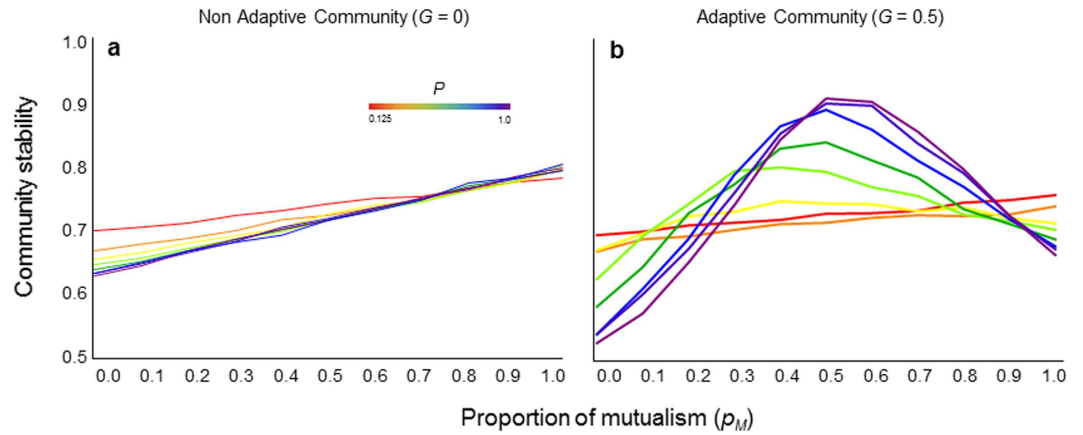 Non Adaptive Community (G = 0)
Adaptive Community (G = 0.5)
a
b
P
0.125 1.0
Community stability
1.0
0.9
0.8
0.7
0.6
0.5
0.0 0.1 0.2 0.3 0.4 0.5 0.6 0.7 0.8 0.9 1.0
0.0 0.1 0.2 0.3 0.4 0.5 0.6 0.7 0.8 0.9 1.0
Proportion of mutualism (pM)